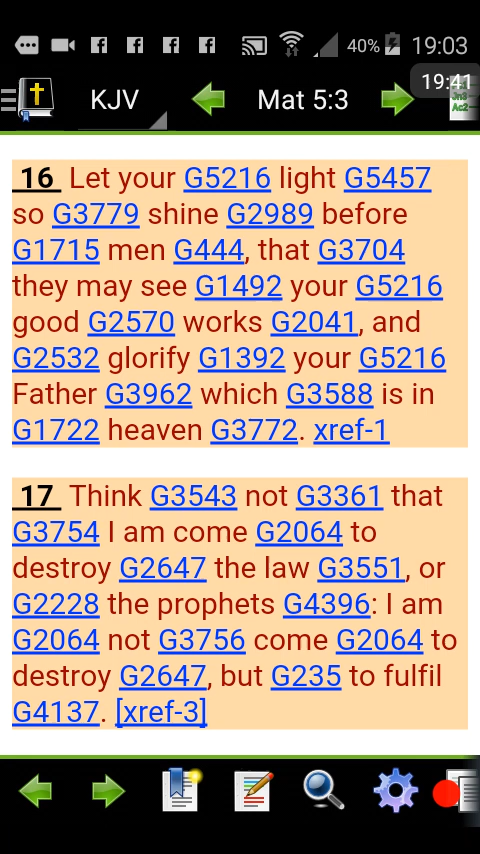 40% 19:03
19:41
KJV Mat 5:3
16 Let your G5216 light G5457
so G3779 shine G2989 before
G1715 men G444, that G3704
they may see G1492 your G5216
good G2570 works G2041, and
G2532 glorify G1392 your G5216
Father G3962 which G3588 is in
G1722 heaven G3772. xref-1
17 Think G3543 not G3361 that
G3754 I am come G2064 to
destroy G2647 the law G3551, or
G2228 the prophets G4396: I am
G2064 not G3756 come G2064 to
destroy G2647, but G235 to fulfil
G4137. [xref-3]